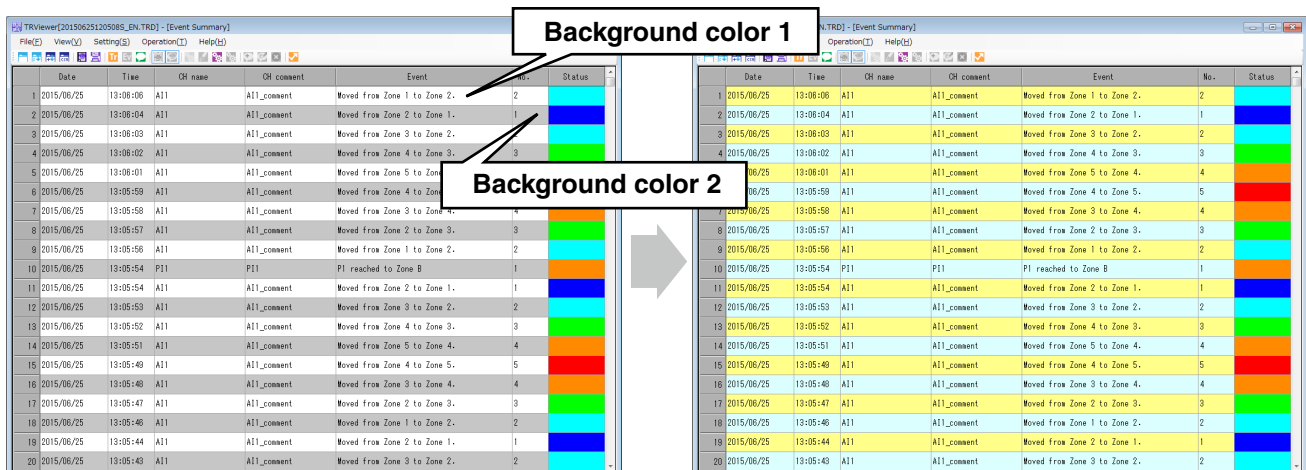 Background color 1
Background color 2
TRViewer[20150625120508S_EN.TRD] - [Event Summary]
File(F) View(V) Setting(S) Operation(T) Help(H)
Date Time CH name CH comment Event No. Status
1 2015/06/25 13:06:06 AI1 AI1_comment Moved from Zone 1 to Zone 2. 2
2 2015/06/25 13:06:04 AI1 AI1_comment Moved from Zone 2 to Zone 1. 1
3 2015/06/25 13:06:03 AI1 AI1_comment Moved from Zone 3 to Zone 2.
4 2015/06/25 13:06:02 AI1 AI1_comment Moved from Zone 4 to Zone 3. 3
5 2015/06/25 13:06:01 AI1 AI1_comment Moved from Zone 5 to
6 2015/06/25 13:05:59 AI1 AI1_comment Moved from Zone 4 to
7 2015/06/25 13:05:58 AI1 AI1_comment Moved from Zone 3 to Zone 4. 4
8 2015/06/25 13:05:57 AI1 AI1_comment Moved from Zone 2 to Zone 3. 3
9 2015/06/25 13:05:56 AI1 AI1_comment Moved from Zone 1 to Zone 2. 2
10 2015/06/25 13:05:54 PI1 PI1 P1 reached to Zone B 1
11 2015/06/25 13:05:54 AI1 AI1_comment Moved from Zone 2 to Zone 1. 1
12 2015/06/25 13:05:53 AI1 AI1_comment Moved from Zone 3 to Zone 2. 2
13 2015/06/25 13:05:52 AI1 AI1_comment Moved from Zone 4 to Zone 3. 3
14 2015/06/25 13:05:51 AI1 AI1_comment Moved from Zone 5 to Zone 4. 4
15 2015/06/25 13:05:49 AI1 AI1_comment Moved from Zone 4 to Zone 5. 5
16 2015/06/25 13:05:48 AI1 AI1_comment Moved from Zone 3 to Zone 4. 4
17 2015/06/25 13:05:47 AI1 AI1_comment Moved from Zone 2 to Zone 3. 3
18 2015/06/25 13:05:46 AI1 AI1_comment Moved from Zone 1 to Zone 2. 2
19 2015/06/25 13:05:44 AI1 AI1_comment Moved from Zone 2 to Zone 1. 1
20 2015/06/25 13:05:43 AI1 AI1_comment Moved from Zone 3 to Zone 2. 2
N.TRD] - [Event Summary]
Operation(T) Help(H)
Date Time CH name CH comment Event No. Status
1 2015/06/25 13:06:06 AI1 AI1_comment Moved from Zone 1 to Zone 2. 2
2 2015/06/25 13:06:04 AI1 AI1_comment Moved from Zone 2 to Zone 1. 1
3 2015/06/25 13:06:03 AI1 AI1_comment Moved from Zone 3 to Zone 2. 2
4 2015/06/25 13:06:02 AI1 AI1_comment Moved from Zone 4 to Zone 3. 3
/06/25 13:06:01 AI1 AI1_comment Moved from Zone 5 to Zone 4. 4
06/25 13:05:59 AI1 AI1_comment Moved from Zone 4 to Zone 5. 5
7 2015/06/25 13:05:58 AI1 AI1_comment Moved from Zone 3 to Zone 4. 4
8 2015/06/25 13:05:57 AI1 AI1_comment Moved from Zone 2 to Zone 3. 3
9 2015/06/25 13:05:56 AI1 AI1_comment Moved from Zone 1 to Zone 2. 2
10 2015/06/25 13:05:54 PI1 PI1 P1 reached to Zone B 1
11 2015/06/25 13:05:54 AI1 AI1_comment Moved from Zone 2 to Zone 1. 1
12 2015/06/25 13:05:53 AI1 AI1_comment Moved from Zone 3 to Zone 2. 2
13 2015/06/25 13:05:52 AI1 AI1_comment Moved from Zone 4 to Zone 3. 3
14 2015/06/25 13:05:51 AI1 AI1_comment Moved from Zone 5 to Zone 4. 4
15 2015/06/25 13:05:49 AI1 AI1_comment Moved from Zone 4 to Zone 5. 5
16 2015/06/25 13:05:48 AI1 AI1_comment Moved from Zone 3 to Zone 4. 4
17 2015/06/25 13:05:47 AI1 AI1_comment Moved from Zone 2 to Zone 3. 3
18 2015/06/25 13:05:46 AI1 AI1_comment Moved from Zone 1 to Zone 2. 2
19 2015/06/25 13:05:44 AI1 AI1_comment Moved from Zone 2 to Zone 1. 1
20 2015/06/25 13:05:43 AI1 AI1_comment Moved from Zone 3 to Zone 2. 2